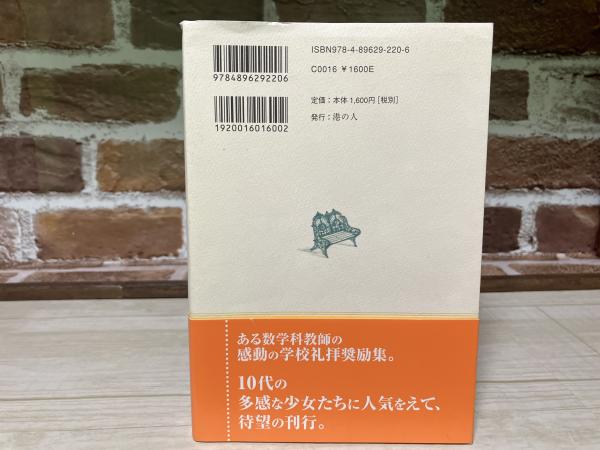 ISBN978-4-89629-220-6
9784896292206
C0016 ¥1600E
定価：本体1,600円[税別]
発行：港の人
1920016016002
ある数学科教師の
感動の学校礼拝奨励集。
10代の
多感な少女たちに人気をえて、
待望の刊行。